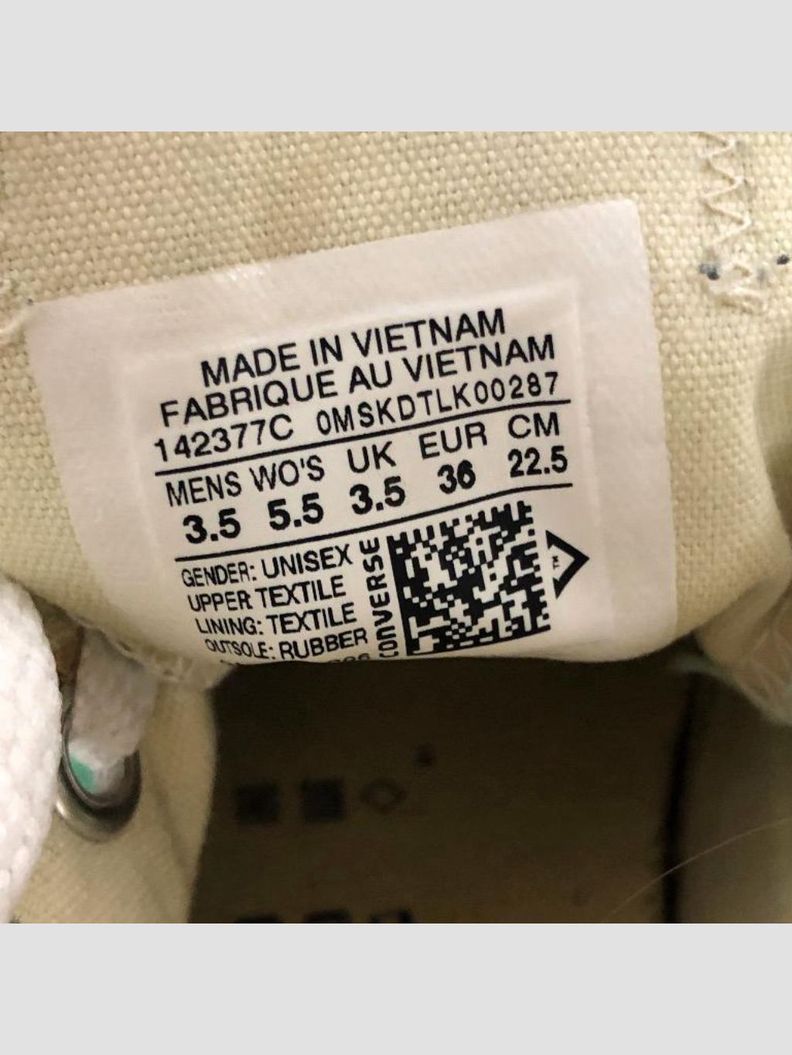 MADE IN VIETNAM
FABRIQUE AU VIETNAM
142377C 0MSKDTLK00287
MENS WO'S UK EUR CM
3.5 5.5 3.5 36 22.5
GENDER: UNISEX
UPPER: TEXTILE
LINING: TEXTILE
OUTSOLE: RUBBER
CONVERSE
TM